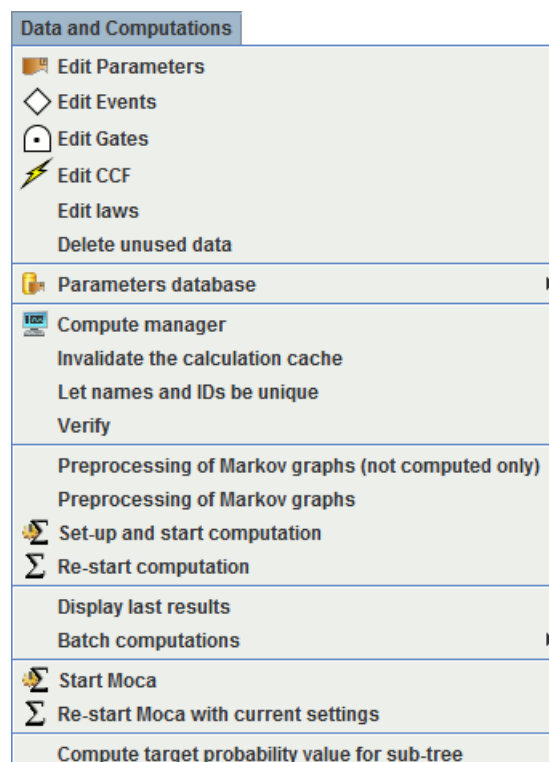 Data and Computations
Edit Parameters
Edit Events
Edit Gates
Edit CCF
Edit laws
Delete unused data
Parameters database
Compute manager
Invalidate the calculation cache
Let names and IDs be unique
Verify
Preprocessing of Markov graphs (not computed only)
Preprocessing of Markov graphs
Set-up and start computation
Re-start computation
Display last results
Batch computations
Start Moca
Re-start Moca with current settings
Compute target probability value for sub-tree